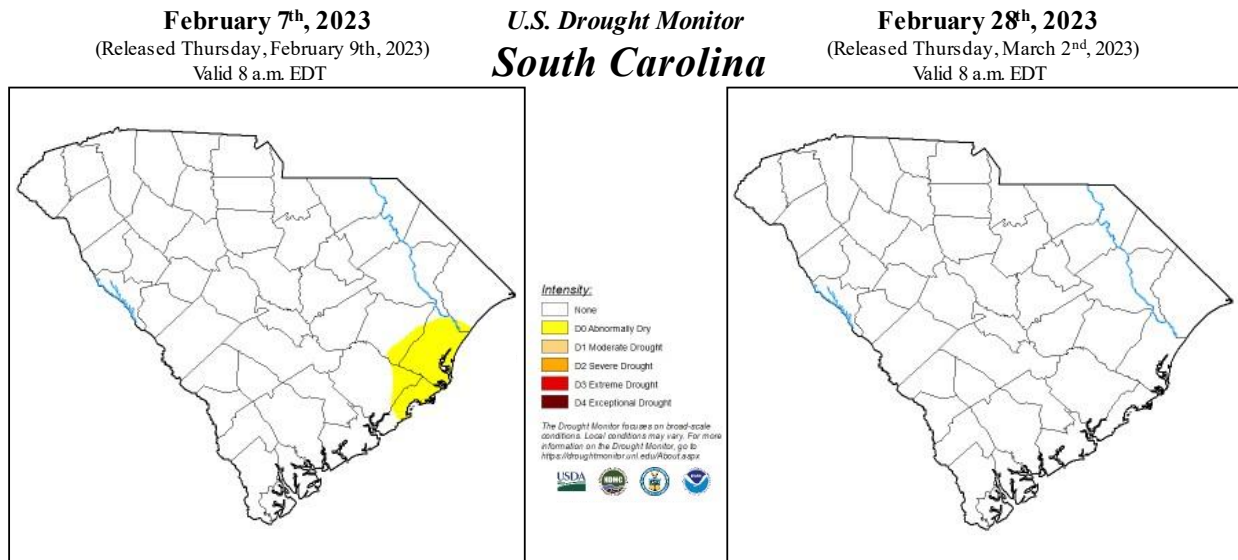 February 7th, 2023
(Released Thursday, February 9th, 2023)
Valid 8 a.m. EDT
U.S. Drought Monitor
South Carolina
February 28th, 2023
(Released Thursday, March 2nd, 2023)
Valid 8 a.m. EDT
Intensity:
None
D0 Abnormally Dry
D1 Moderate Drought
D2 Severe Drought
D3 Extreme Drought
D4 Exceptional Drought
The Drought Monitor focuses on broad-scale
conditions. Local conditions may vary. For more
information on the Drought Monitor, go to
https://droughtmonitor.unl.edu/About.aspx
USDA
NDMC